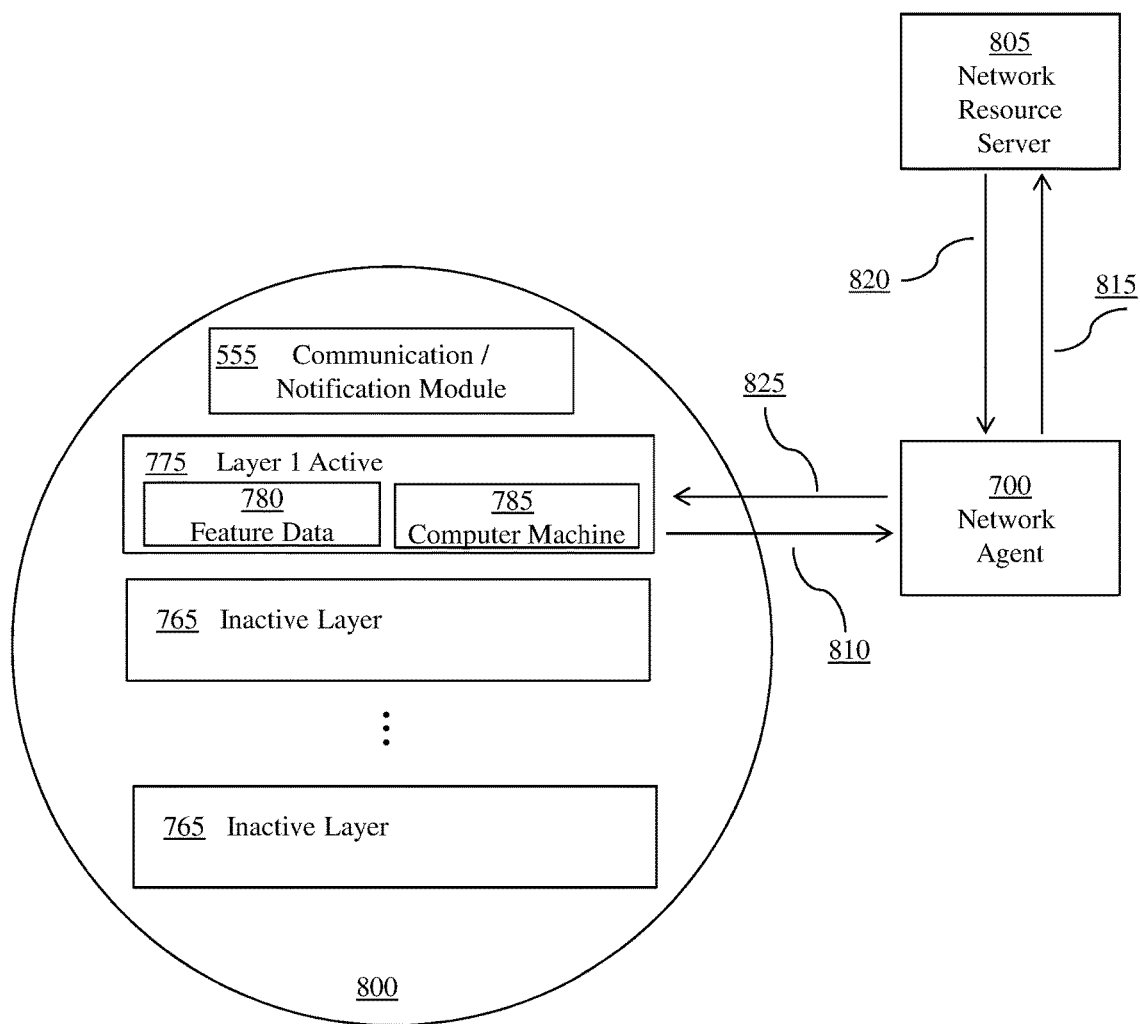 805
Network
Resource
Server
820
815
555 Communication /
Notification Module
825
775 Layer 1 Active
780
Feature Data
785
Computer Machine
700
Network
Agent
810
765 Inactive Layer
765 Inactive Layer
800